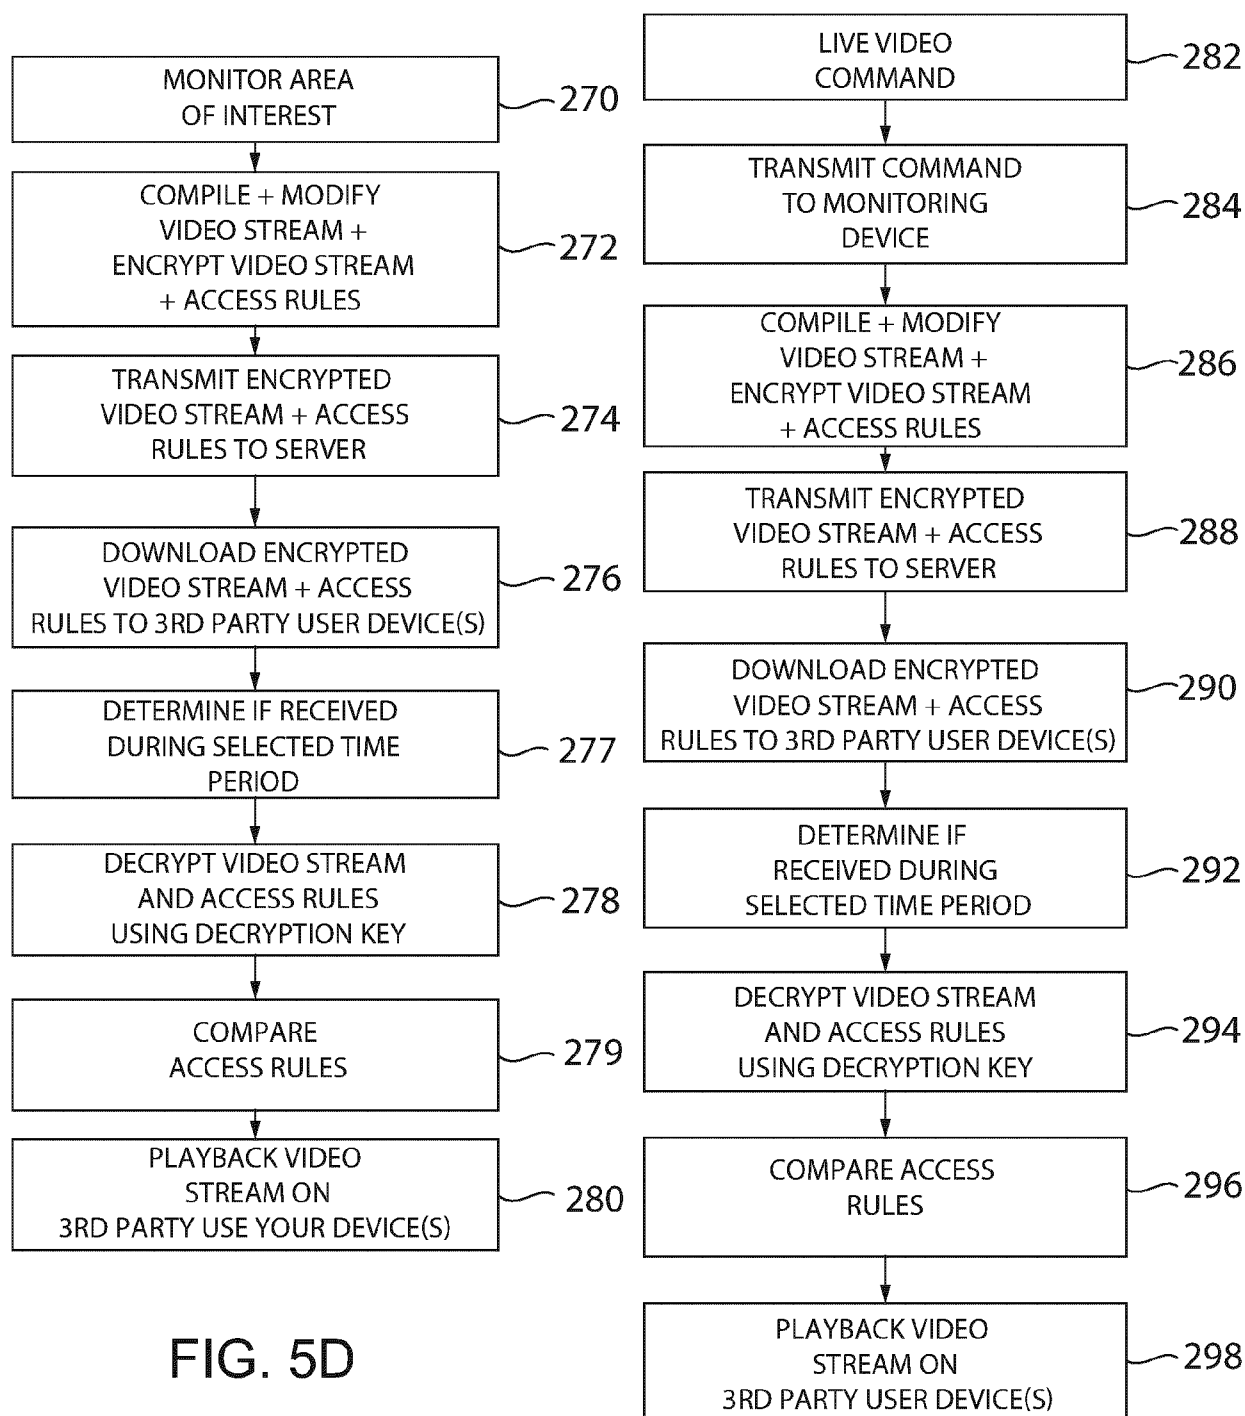 MONITOR AREA
OF INTEREST
270
COMPILE + MODIFY
VIDEO STREAM +
ENCRYPT VIDEO STREAM
+ ACCESS RULES
272
TRANSMIT ENCRYPTED
VIDEO STREAM + ACCESS
RULES TO SERVER
274
DOWNLOAD ENCRYPTED
VIDEO STREAM + ACCESS
RULES TO 3RD PARTY USER DEVICE(S)
276
DETERMINE IF RECEIVED
DURING SELECTED TIME
PERIOD
277
DECRYPT VIDEO STREAM
AND ACCESS RULES
USING DECRYPTION KEY
278
COMPARE
ACCESS RULES
279
PLAYBACK VIDEO
STREAM ON
3RD PARTY USE YOUR DEVICE(S)
280
FIG. 5D
LIVE VIDEO
COMMAND
282
TRANSMIT COMMAND
TO MONITORING
DEVICE
284
COMPILE + MODIFY
VIDEO STREAM +
ENCRYPT VIDEO STREAM
+ ACCESS RULES
286
TRANSMIT ENCRYPTED
VIDEO STREAM + ACCESS
RULES TO SERVER
288
DOWNLOAD ENCRYPTED
VIDEO STREAM + ACCESS
RULES TO 3RD PARTY USER DEVICE(S)
290
DETERMINE IF
RECEIVED DURING
SELECTED TIME PERIOD
292
DECRYPT VIDEO STREAM
AND ACCESS RULES
USING DECRYPTION KEY
294
COMPARE ACCESS
RULES
296
PLAYBACK VIDEO
STREAM ON
3RD PARTY USER DEVICE(S)
298